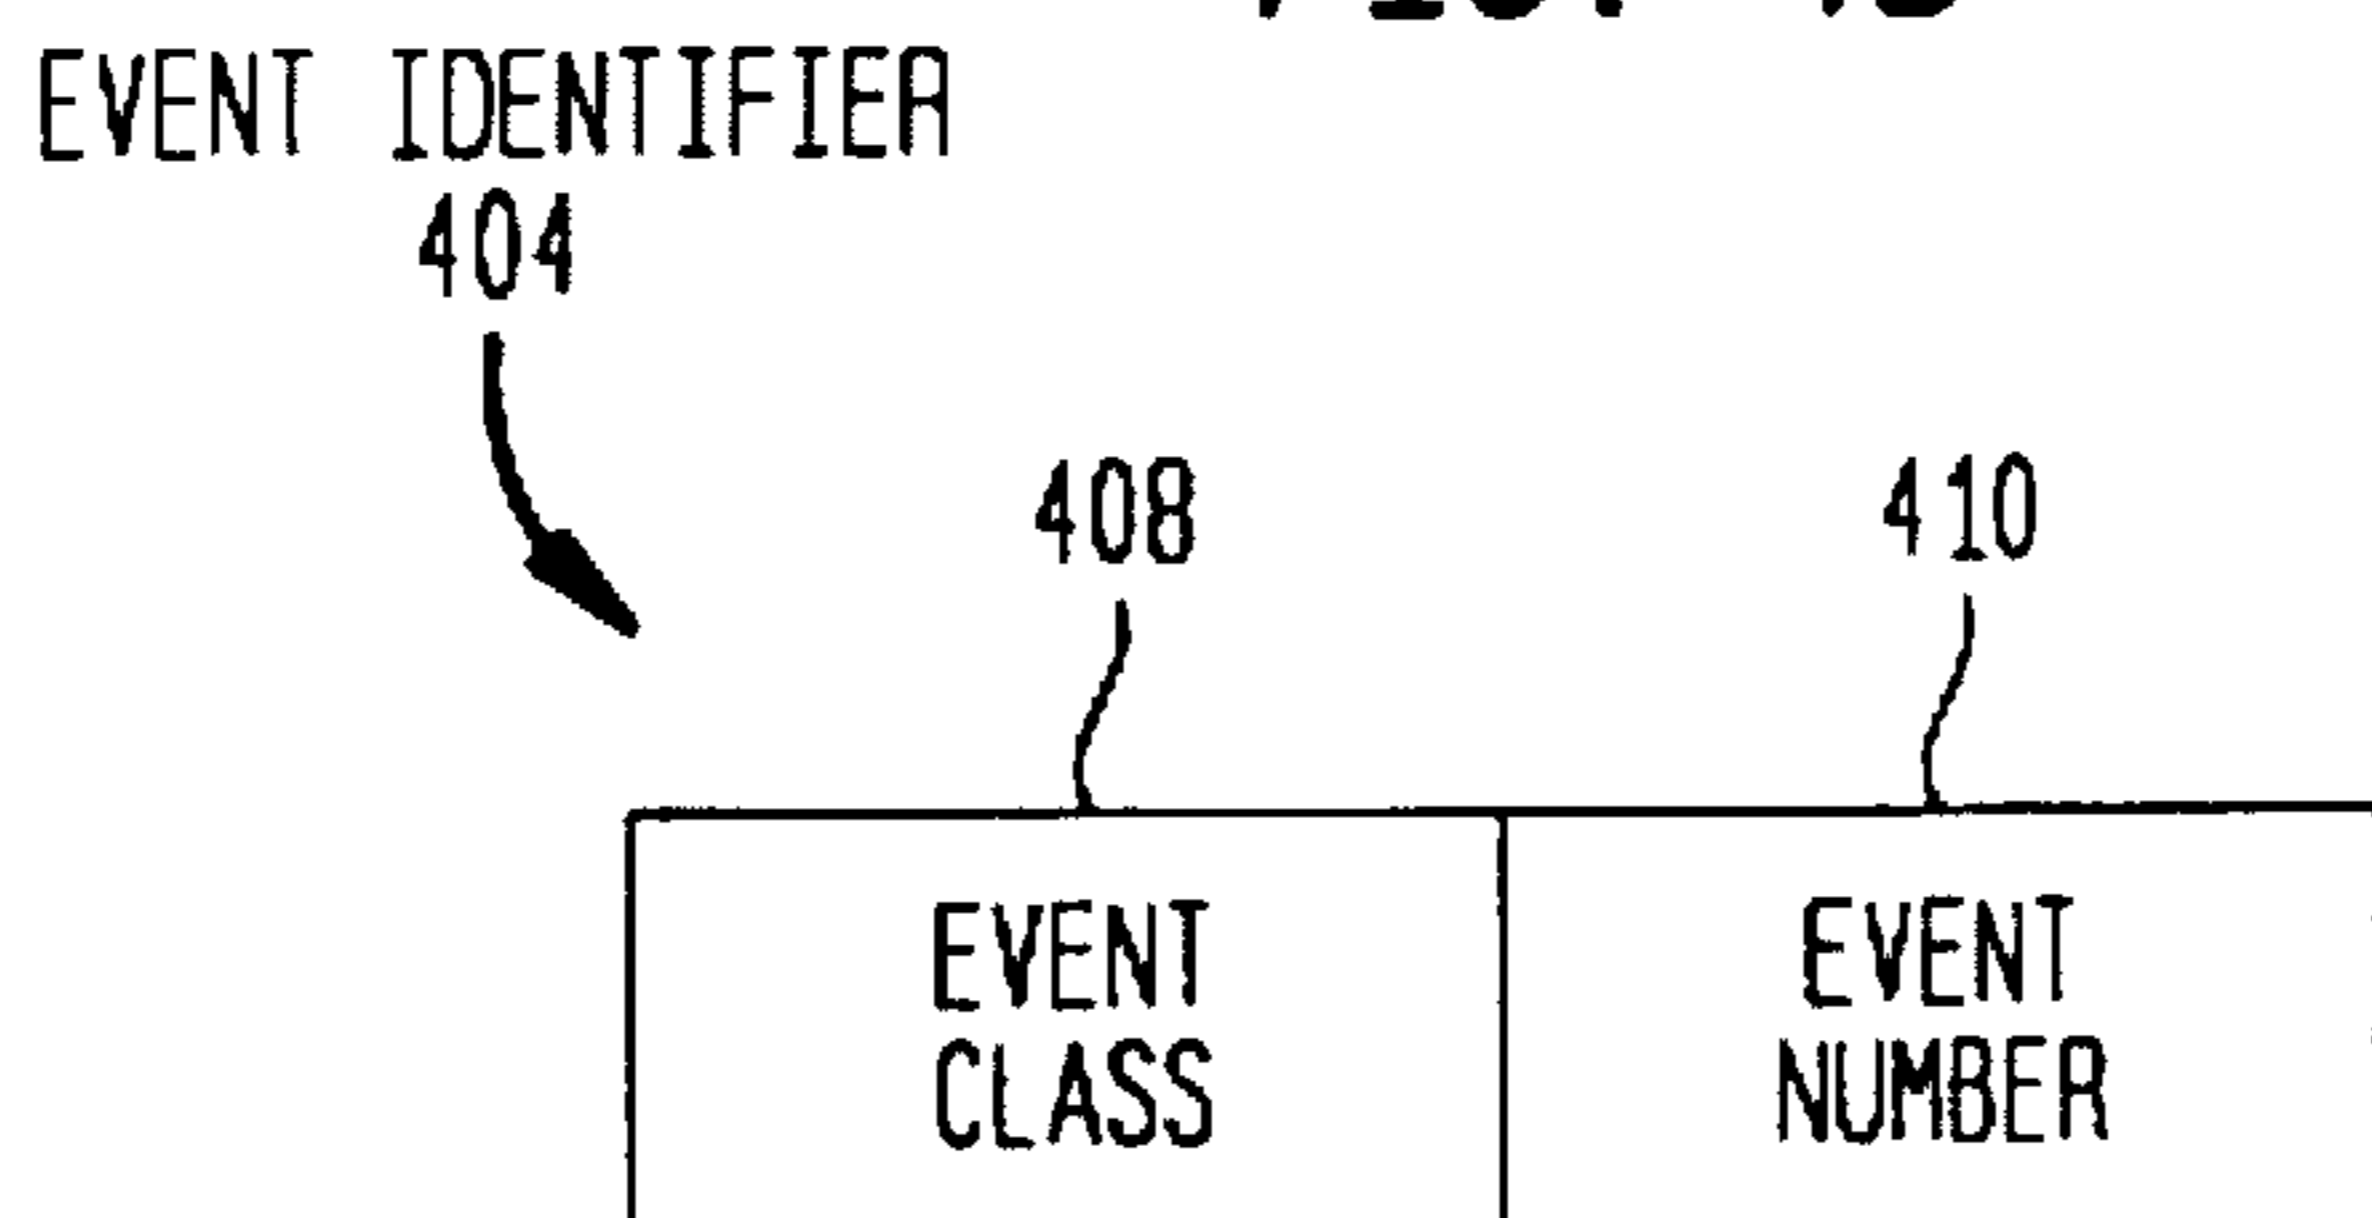 EVENT IDENTIFIER
404
408 410
EVENT
CLASS
EVENT
NUMBER